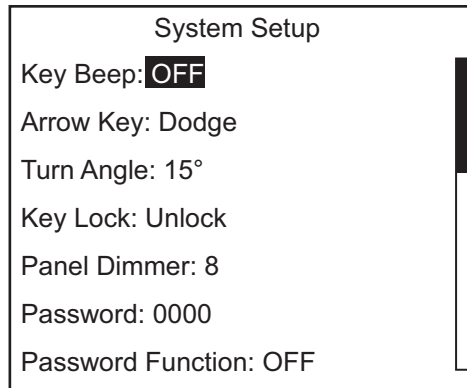 System Setup
Key Beep: OFF
Arrow Key: Dodge
Turn Angle: 15°
Key Lock: Unlock
Panel Dimmer: 8
Password: 0000
Password Function: OFF